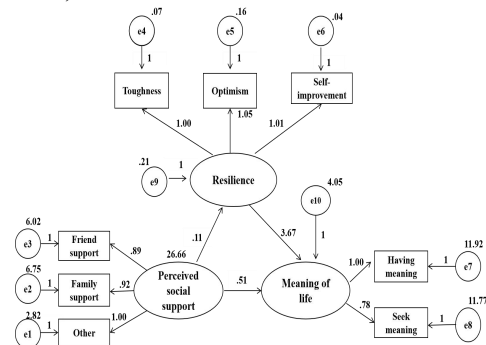 .07
.16
.04
e4
e5
e6
1
1
1
Toughness
Optimism
Self-
improvement
1.00
1.05
1.01
.21
e9
1
Resilience
4.05
e10
6.02
e3
1
Friend
support
.89
.11
3.67
1
6.75
e2
1
Family
support
.92
26.66
Perceived
social
support
.51
Meaning of
life
1.00
Having
meaning
1
11.92
e7
2.82
e1
1
Other
1.00
.78
Seek
meaning
1
11.77
e8